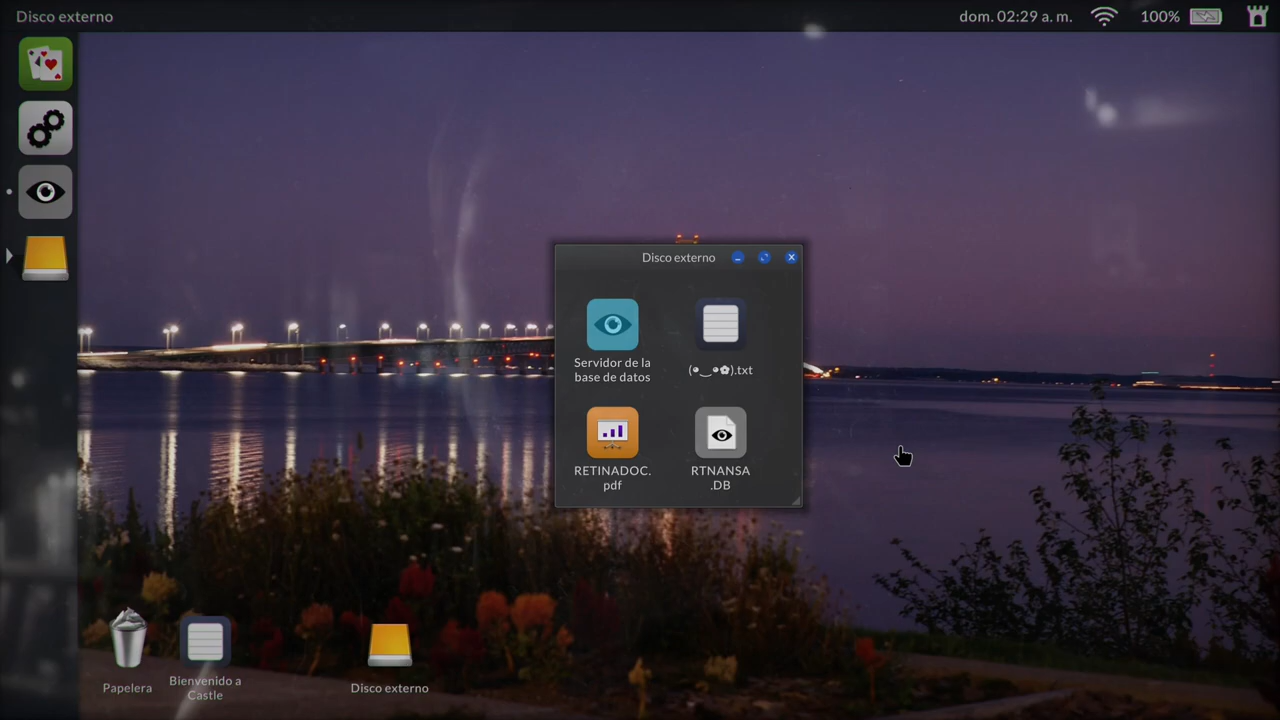 Disco externo
dom. 02:29 a. m.
100%
Disco externo
Servidor de la
base de datos
(•‿•✿).txt
RETINADOC.
pdf
RTNANSA
.DB
Papelera
Bienvenido a
Castle
Disco externo